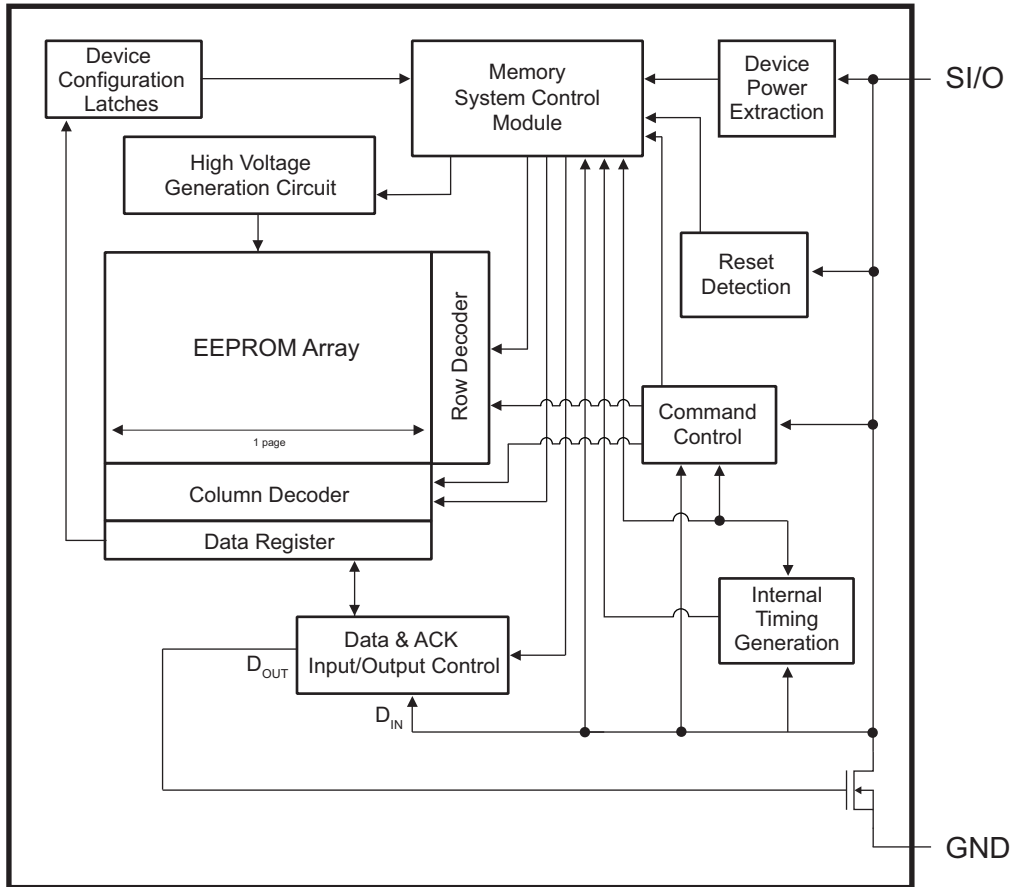 Device
Configuration
Latches
Memory
System Control
Module
Device
Power
Extraction
SI/O
High Voltage
Generation Circuit
Reset
Detection
EEPROM Array
Row Decoder
1 page
Command
Control
Column Decoder
Data Register
Internal
Timing
Generation
Data & ACK
Input/Output Control
DOUT
DIN
GND